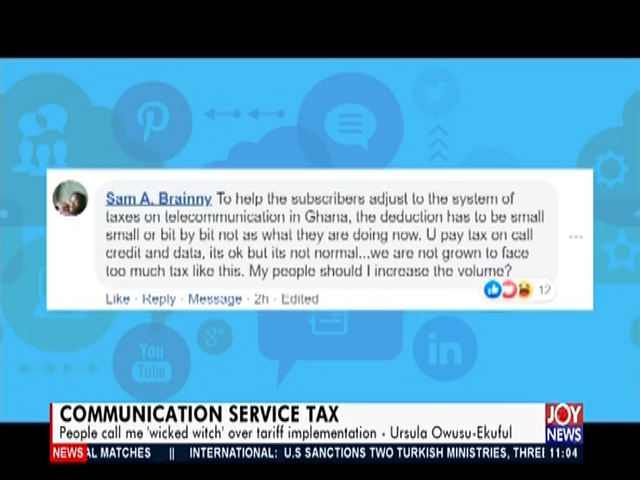 Sam A. Brainny To help the subscribers adjust to the system of
taxes on telecommunication in Ghana, the deduction has to be small
small or bit by bit not as what they are doing now. U pay tax on call
credit and data, its ok but its not normal...we are not grown to face
too much tax like this. My people should I increase the volume?
12
Like · Reply · Message · 2h · Edited
g+
You
Tube
in
COMMUNICATION SERVICE TAX
People call me 'wicked witch' over tariff implementation - Ursula Owusu-Ekuful
JOY
NEWS
NEWS AL MATCHES || INTERNATIONAL: U.S SANCTIONS TWO TURKISH MINISTRIES, THREE 11:04